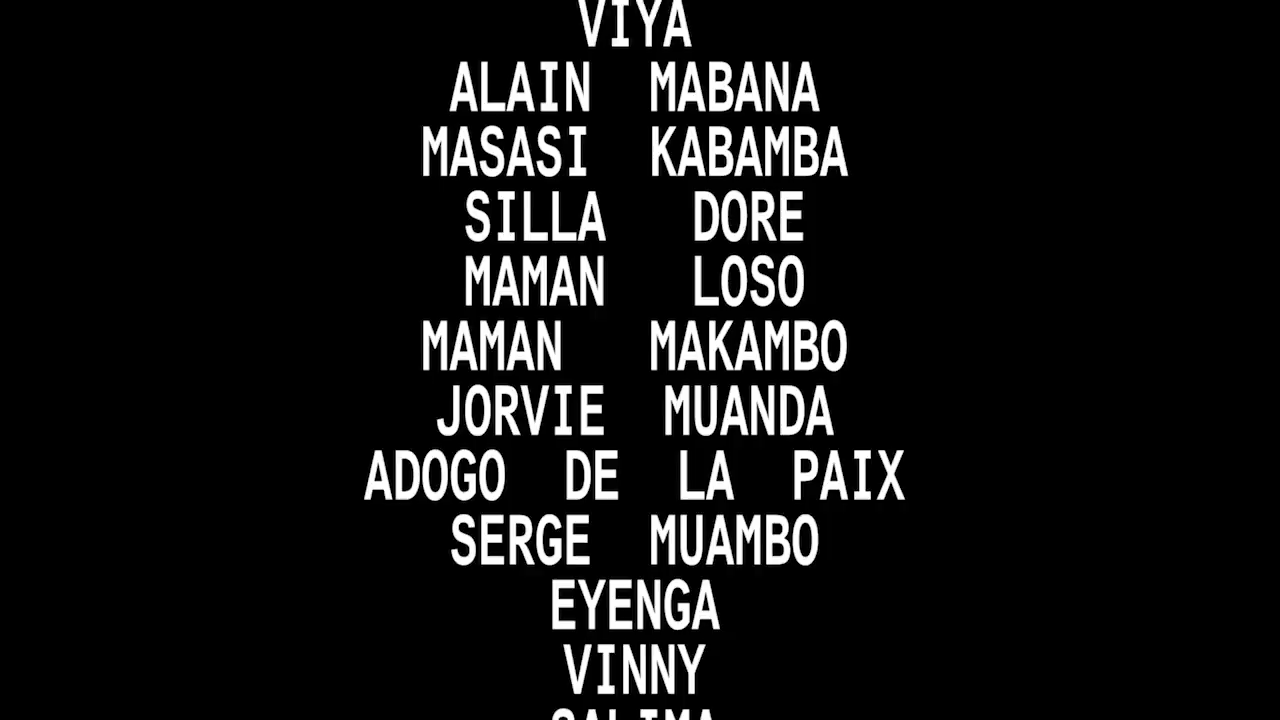 VIYA
ALAIN MABANA
MASASI KABAMBA
SILLA DORE
MAMAN LOSO
MAMAN MAKAMBO
JORVIE MUANDA
ADOGO DE LA PAIX
SERGE MUAMBO
EYENGA
VINNY
SALIMA